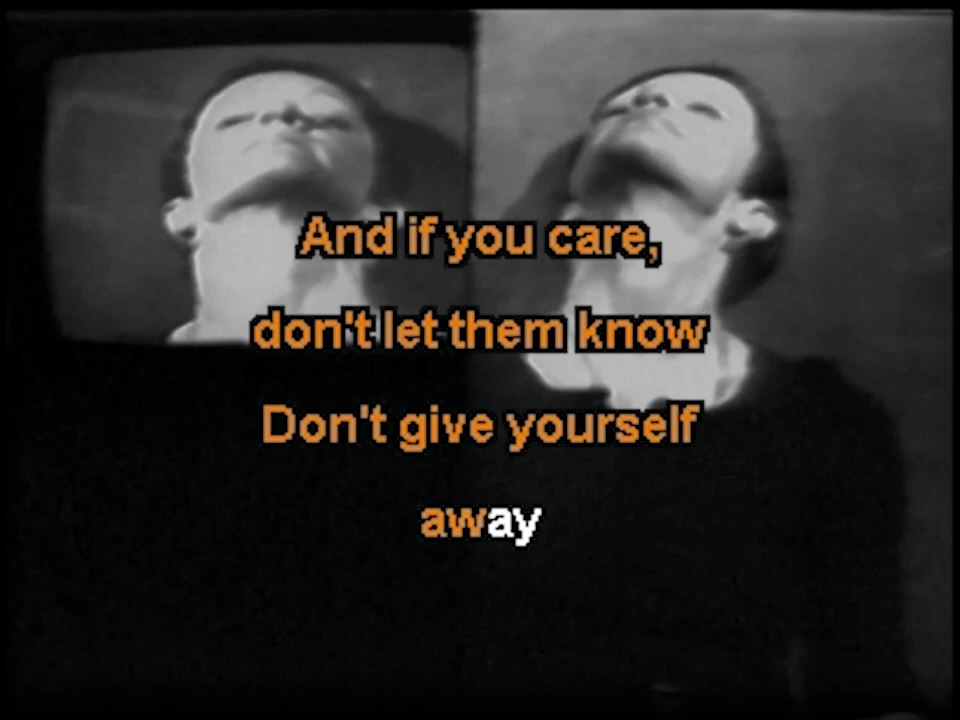 And if you care,
don't let them know
Don't give yourself
away